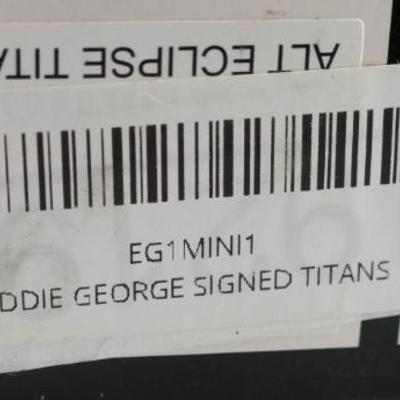 ALT ECLIPSE TITA
EG1MINI1
DDIE GEORGE SIGNED TITANS